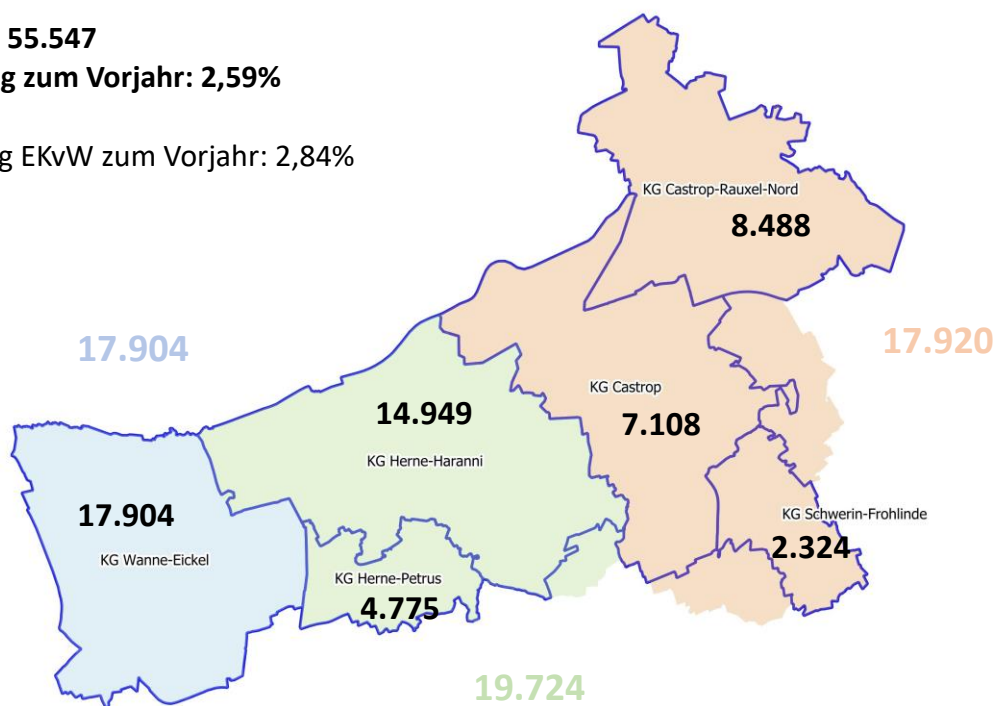 55.547
g zum Vorjahr: 2,59%
g EKvW zum Vorjahr: 2,84%
KG Castrop-Rauxel-Nord
8.488
17.904
17.920
KG Castrop
7.108
14.949
KG Herne-Haranni
17.904
KG Wanne-Eickel
KG Schwerin-Frohlinde
2.324
KG Herne-Petrus
4.775
19.724